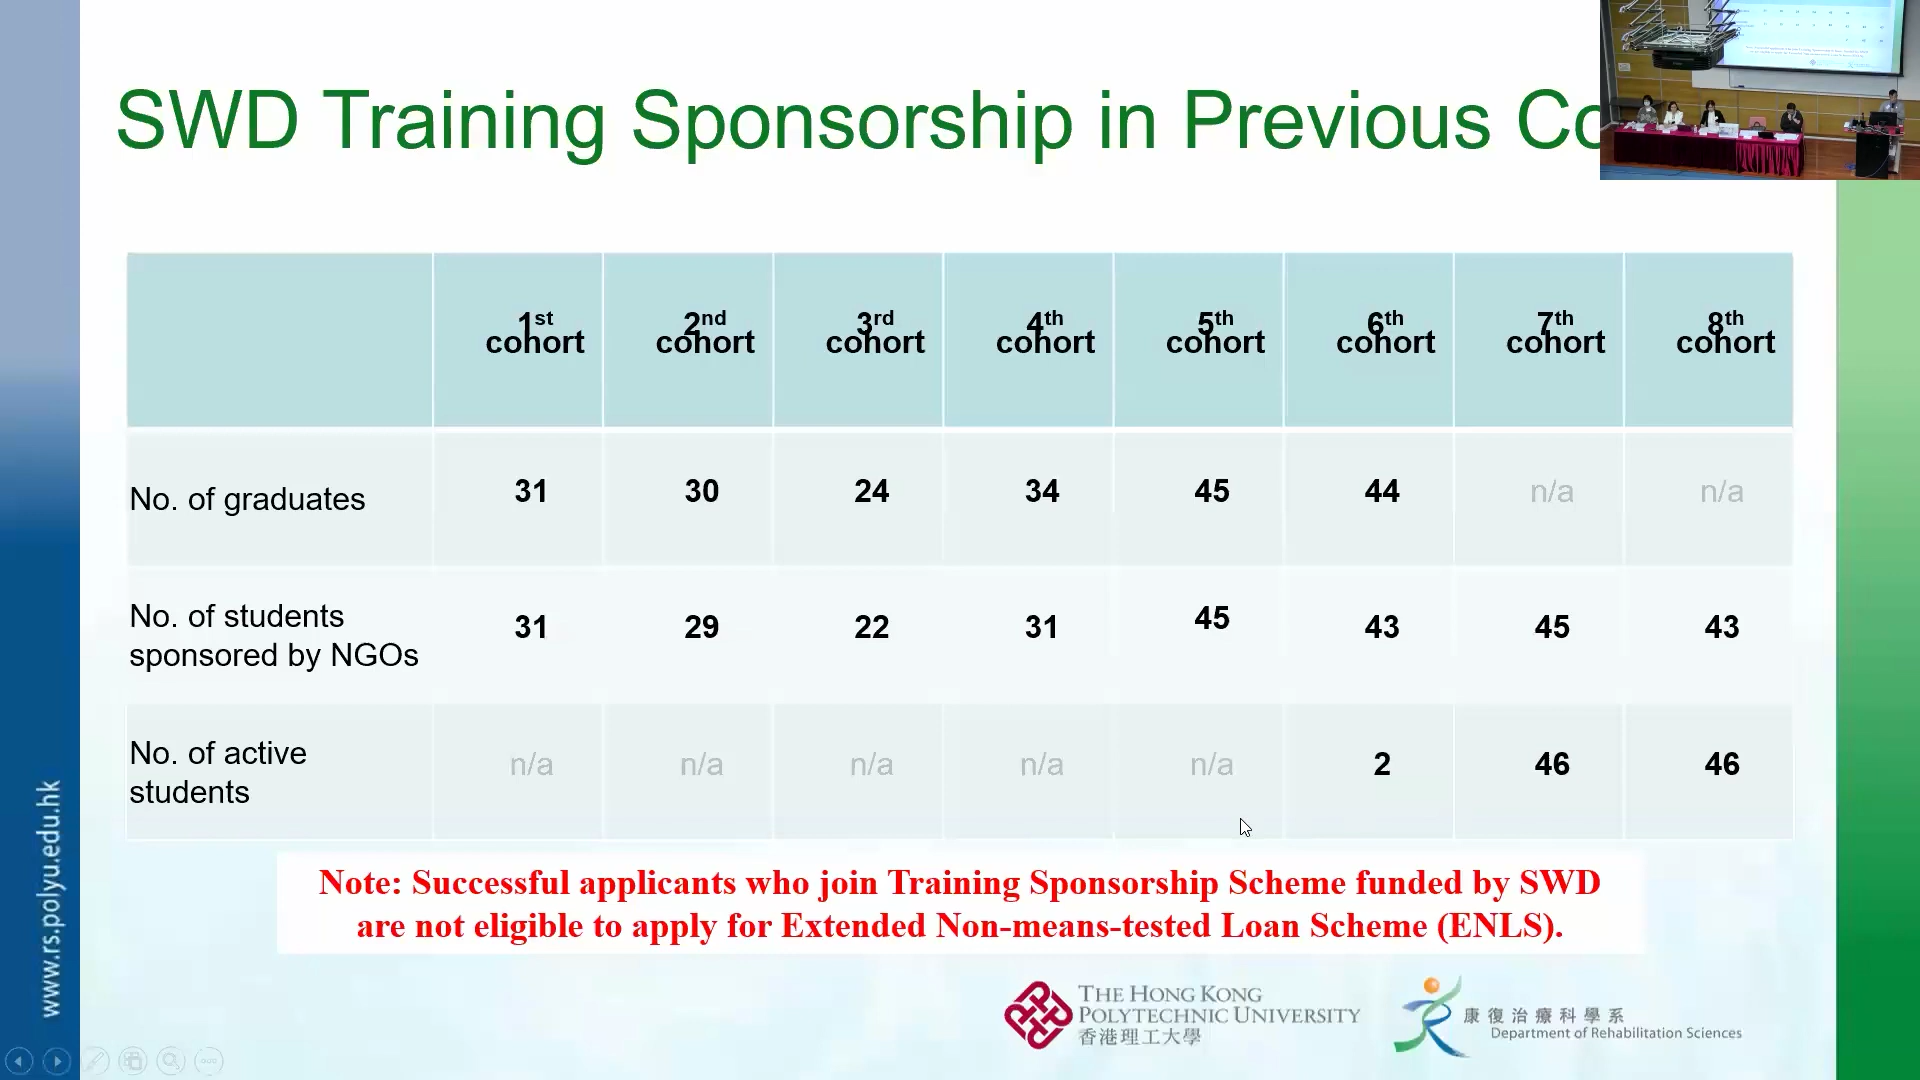 SWD Training Sponsorship in Previous Co
1st cohort
2nd cohort
3rd cohort
4th cohort
5th cohort
6th cohort
7th cohort
8th cohort
No. of graduates
31
30
24
34
45
44
n/a
n/a
No. of students
sponsored by NGOs
31
29
22
31
45
43
45
43
No. of active
students
n/a
n/a
n/a
n/a
n/a
2
46
46
Note: Successful applicants who join Training Sponsorship Scheme funded by SWD
are not eligible to apply for Extended Non-means-tested Loan Scheme (ENLS).
www.rs.polyu.edu.hk
THE HONG KONG
POLYTECHNIC UNIVERSITY
香港理工大學
康復治療科學系
Department of Rehabilitation Sciences